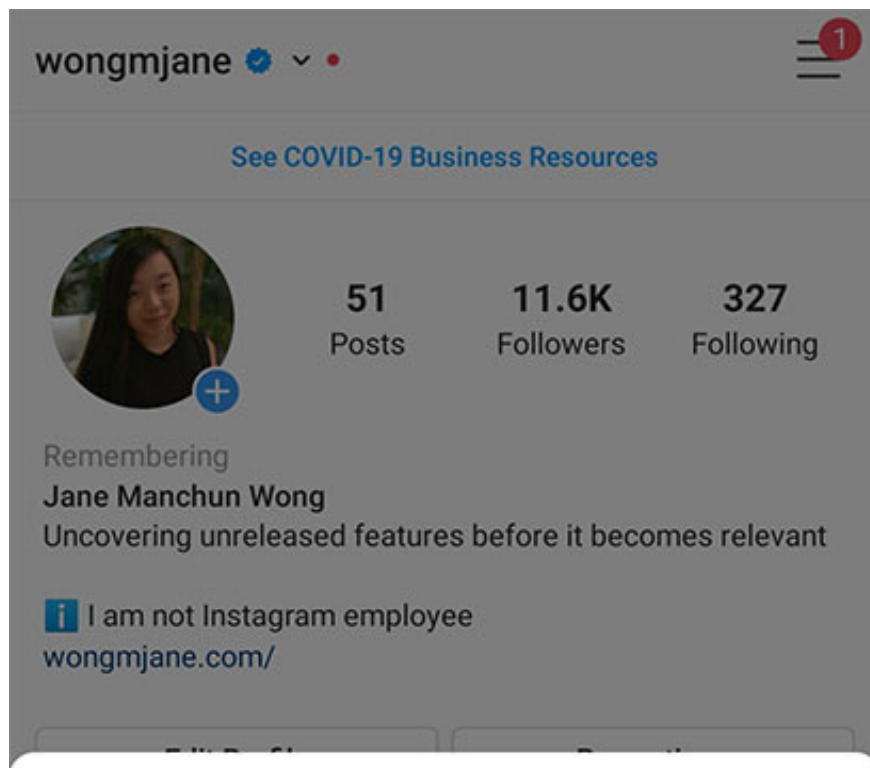 wongmjane
1
See COVID-19 Business Resources
51 11.6K 327
Posts Followers Following
Remembering
Jane Manchun Wong
Uncovering unreleased features before it becomes relevant
I am not Instagram employee
wongmjane.com/